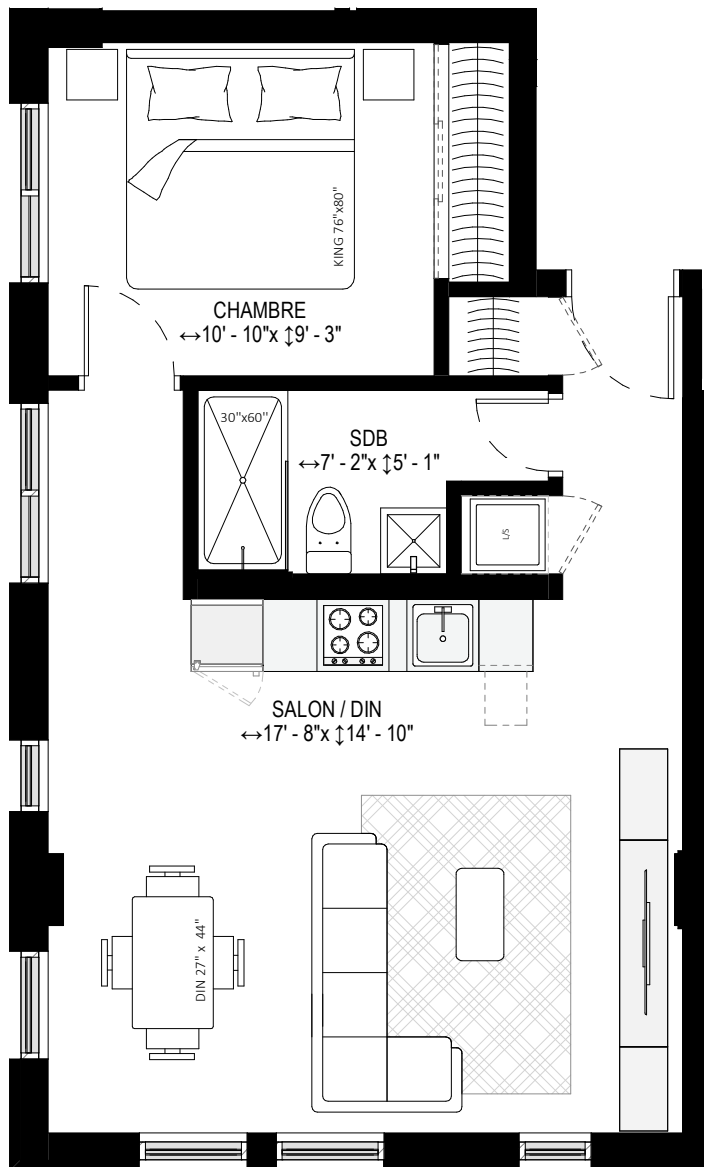 KING 76"x80"
CHAMBRE
↔10' - 10"x ↕9' - 3"
30"x60"
SDB
↔7' - 2"x ↕5' - 1"
L/S
SALON / DIN
↔17' - 8"x ↕14' - 10"
DIN 27" x 44"